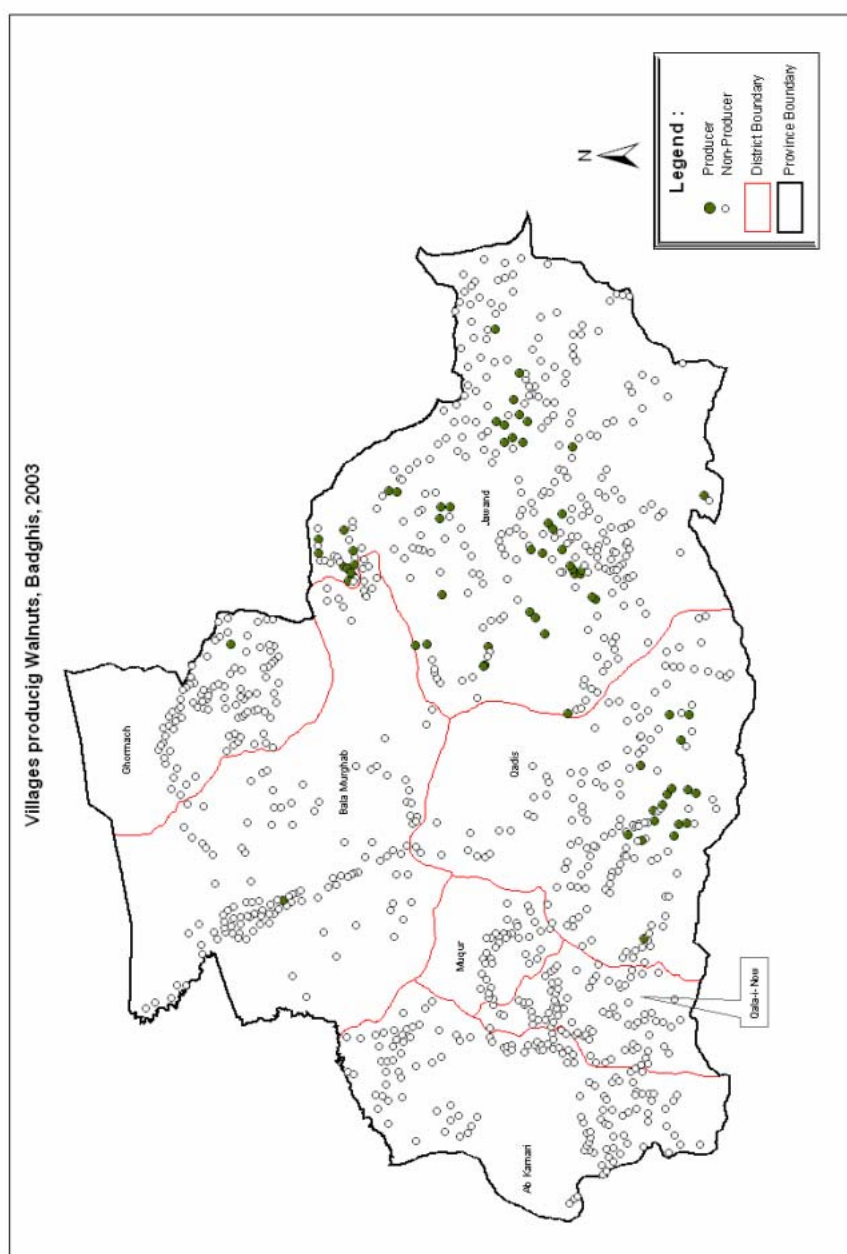 Villages producig Walnuts, Badghis, 2003
N
Legend :
Producer
Non-Producer
District Boundary
Province Boundary
Ghormach
Bala Murghab
Jawand
Qadis
Muqur
Ab Kamari
Qala-i- Now